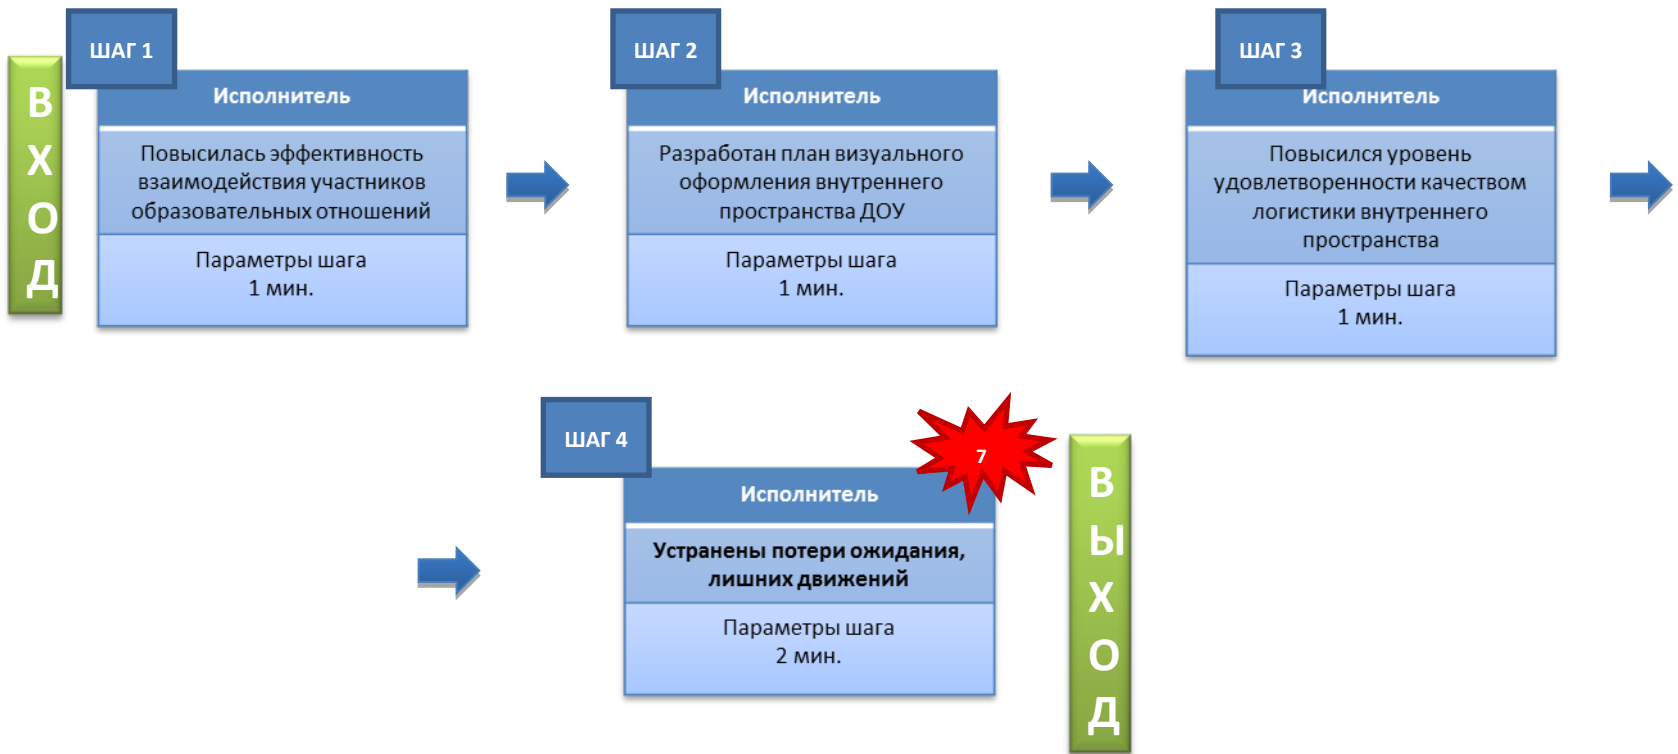 ВХОД
ШАГ 1
Исполнитель
Повысилась эффективность
взаимодействия участников
образовательных отношений
Параметры шага
1 мин.
ШАГ 2
Исполнитель
Разработан план визуального
оформления внутреннего
пространства ДОУ
Параметры шага
1 мин.
ШАГ 3
Исполнитель
Повысился уровень
удовлетворенности качеством
логистики внутреннего
пространства
Параметры шага
1 мин.
ШАГ 4
7
Исполнитель
Устранены потери ожидания,
лишних движений
Параметры шага
2 мин.
ВЫХОД